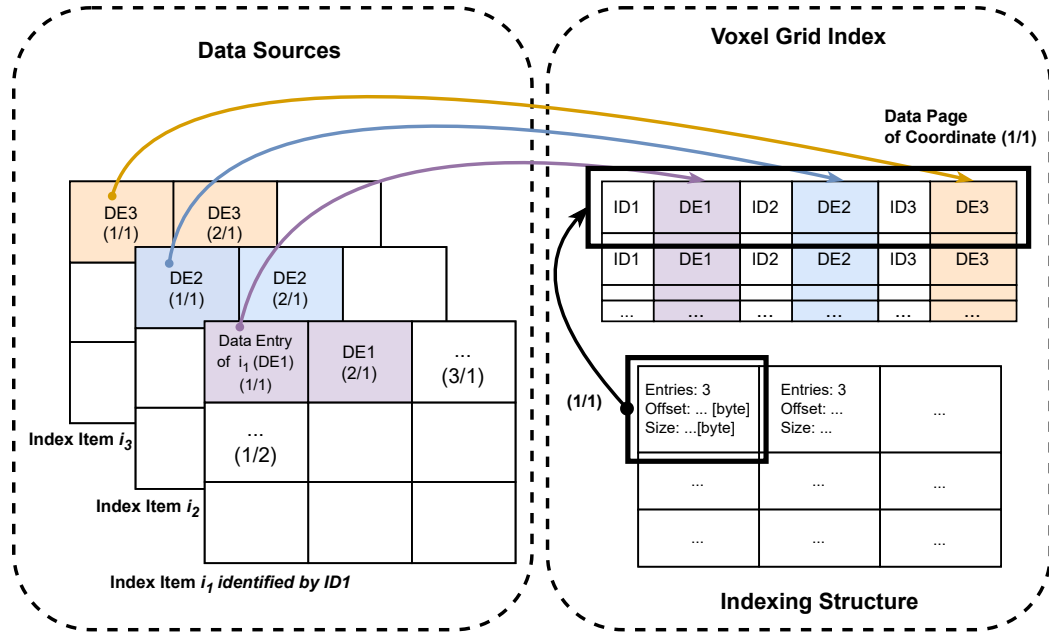 Data Sources
DE3
(1/1)
DE3
(2/1)
DE2
(1/1)
DE2
(2/1)
Data Entry
of i1 (DE1)
(1/1)
DE1
(2/1)
...
(3/1)
...
(1/2)
Index Item i3
Index Item i2
Index Item i1 identified by ID1
Voxel Grid Index
Data Page
of Coordinate (1/1)
ID1 DE1 ID2 DE2 ID3 DE3
ID1 DE1 ID2 DE2 ID3 DE3
... ... ... ... ... ...
(1/1)
Entries: 3
Offset: ... [byte]
Size: ...[byte]
Entries: 3
Offset: ...
Size: ...
...
... ... ...
... ... ...
Indexing Structure